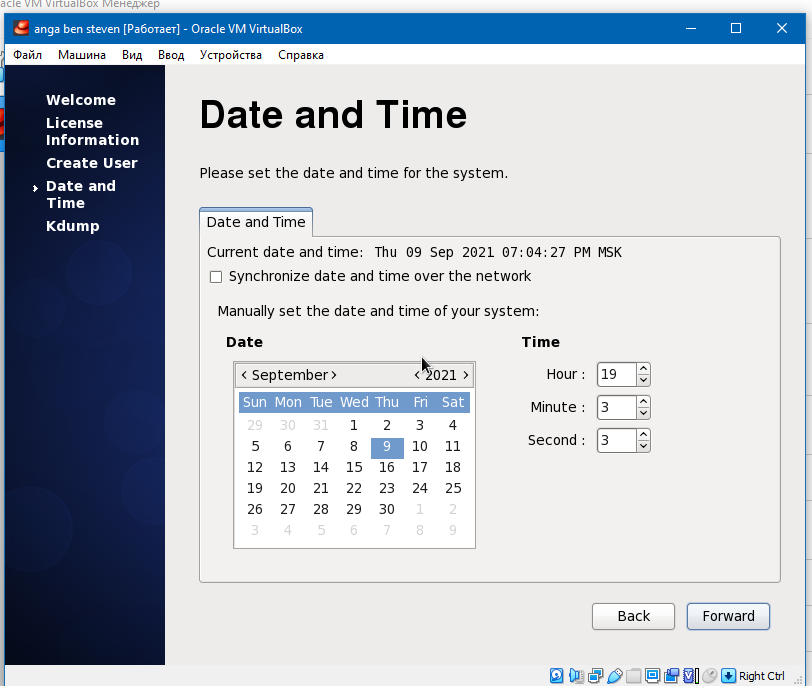 acle VM VirtualBox Менеджер
anga ben steven [Работает] - Oracle VM VirtualBox
Файл Машина Вид Ввод Устройства Справка
Welcome
License
Information
Create User
Date and
Time
Kdump
Date and Time
Please set the date and time for the system.
Date and Time
Current date and time: Thu 09 Sep 2021 07:04:27 PM MSK
Synchronize date and time over the network
Manually set the date and time of your system:
Date
< September > < 2021 >
Sun Mon Tue Wed Thu Fri Sat
29 30 31 1 2 3 4
5 6 7 8 9 10 11
12 13 14 15 16 17 18
19 20 21 22 23 24 25
26 27 28 29 30 1 2
3 4 5 6 7 8 9
Time
Hour : 19
Minute : 3
Second : 3
Back Forward
Right Ctrl